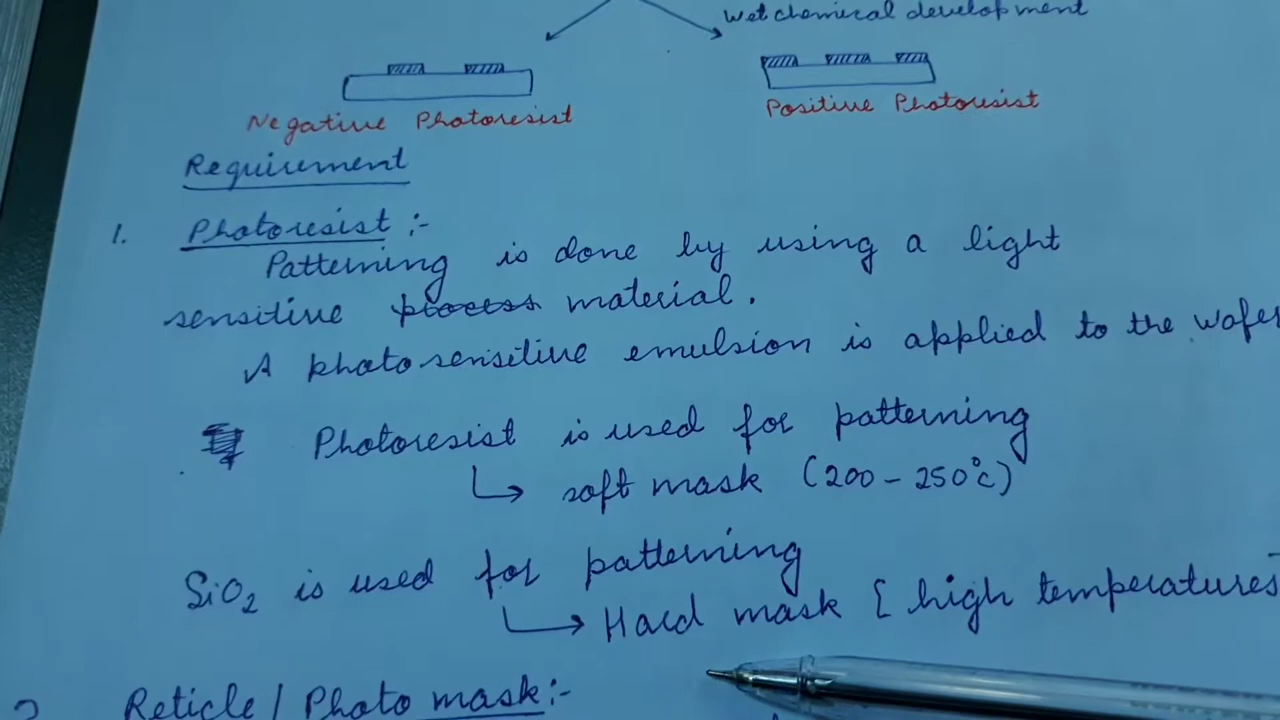 Wet chemical development
Negative Photoresist
Positive Photoresist
Requirement
1. Photoresist :-
Patterning is done by using a light
sensitive process material.
A photosensitive emulsion is applied to the wafer
Photoresist is used for patterning
soft mask (200 - 250°C)
SiO2 is used for patterning
Hard mask [ high temperatures
2. Reticle / Photo mask:-